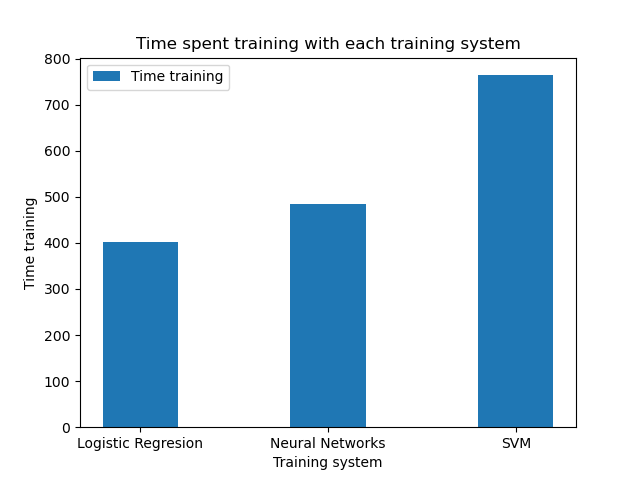 Time spent training with each training system
Time training
800
700
600
500
400
300
200
100
0
Time training
Logistic Regresion
Neural Networks
SVM
Training system